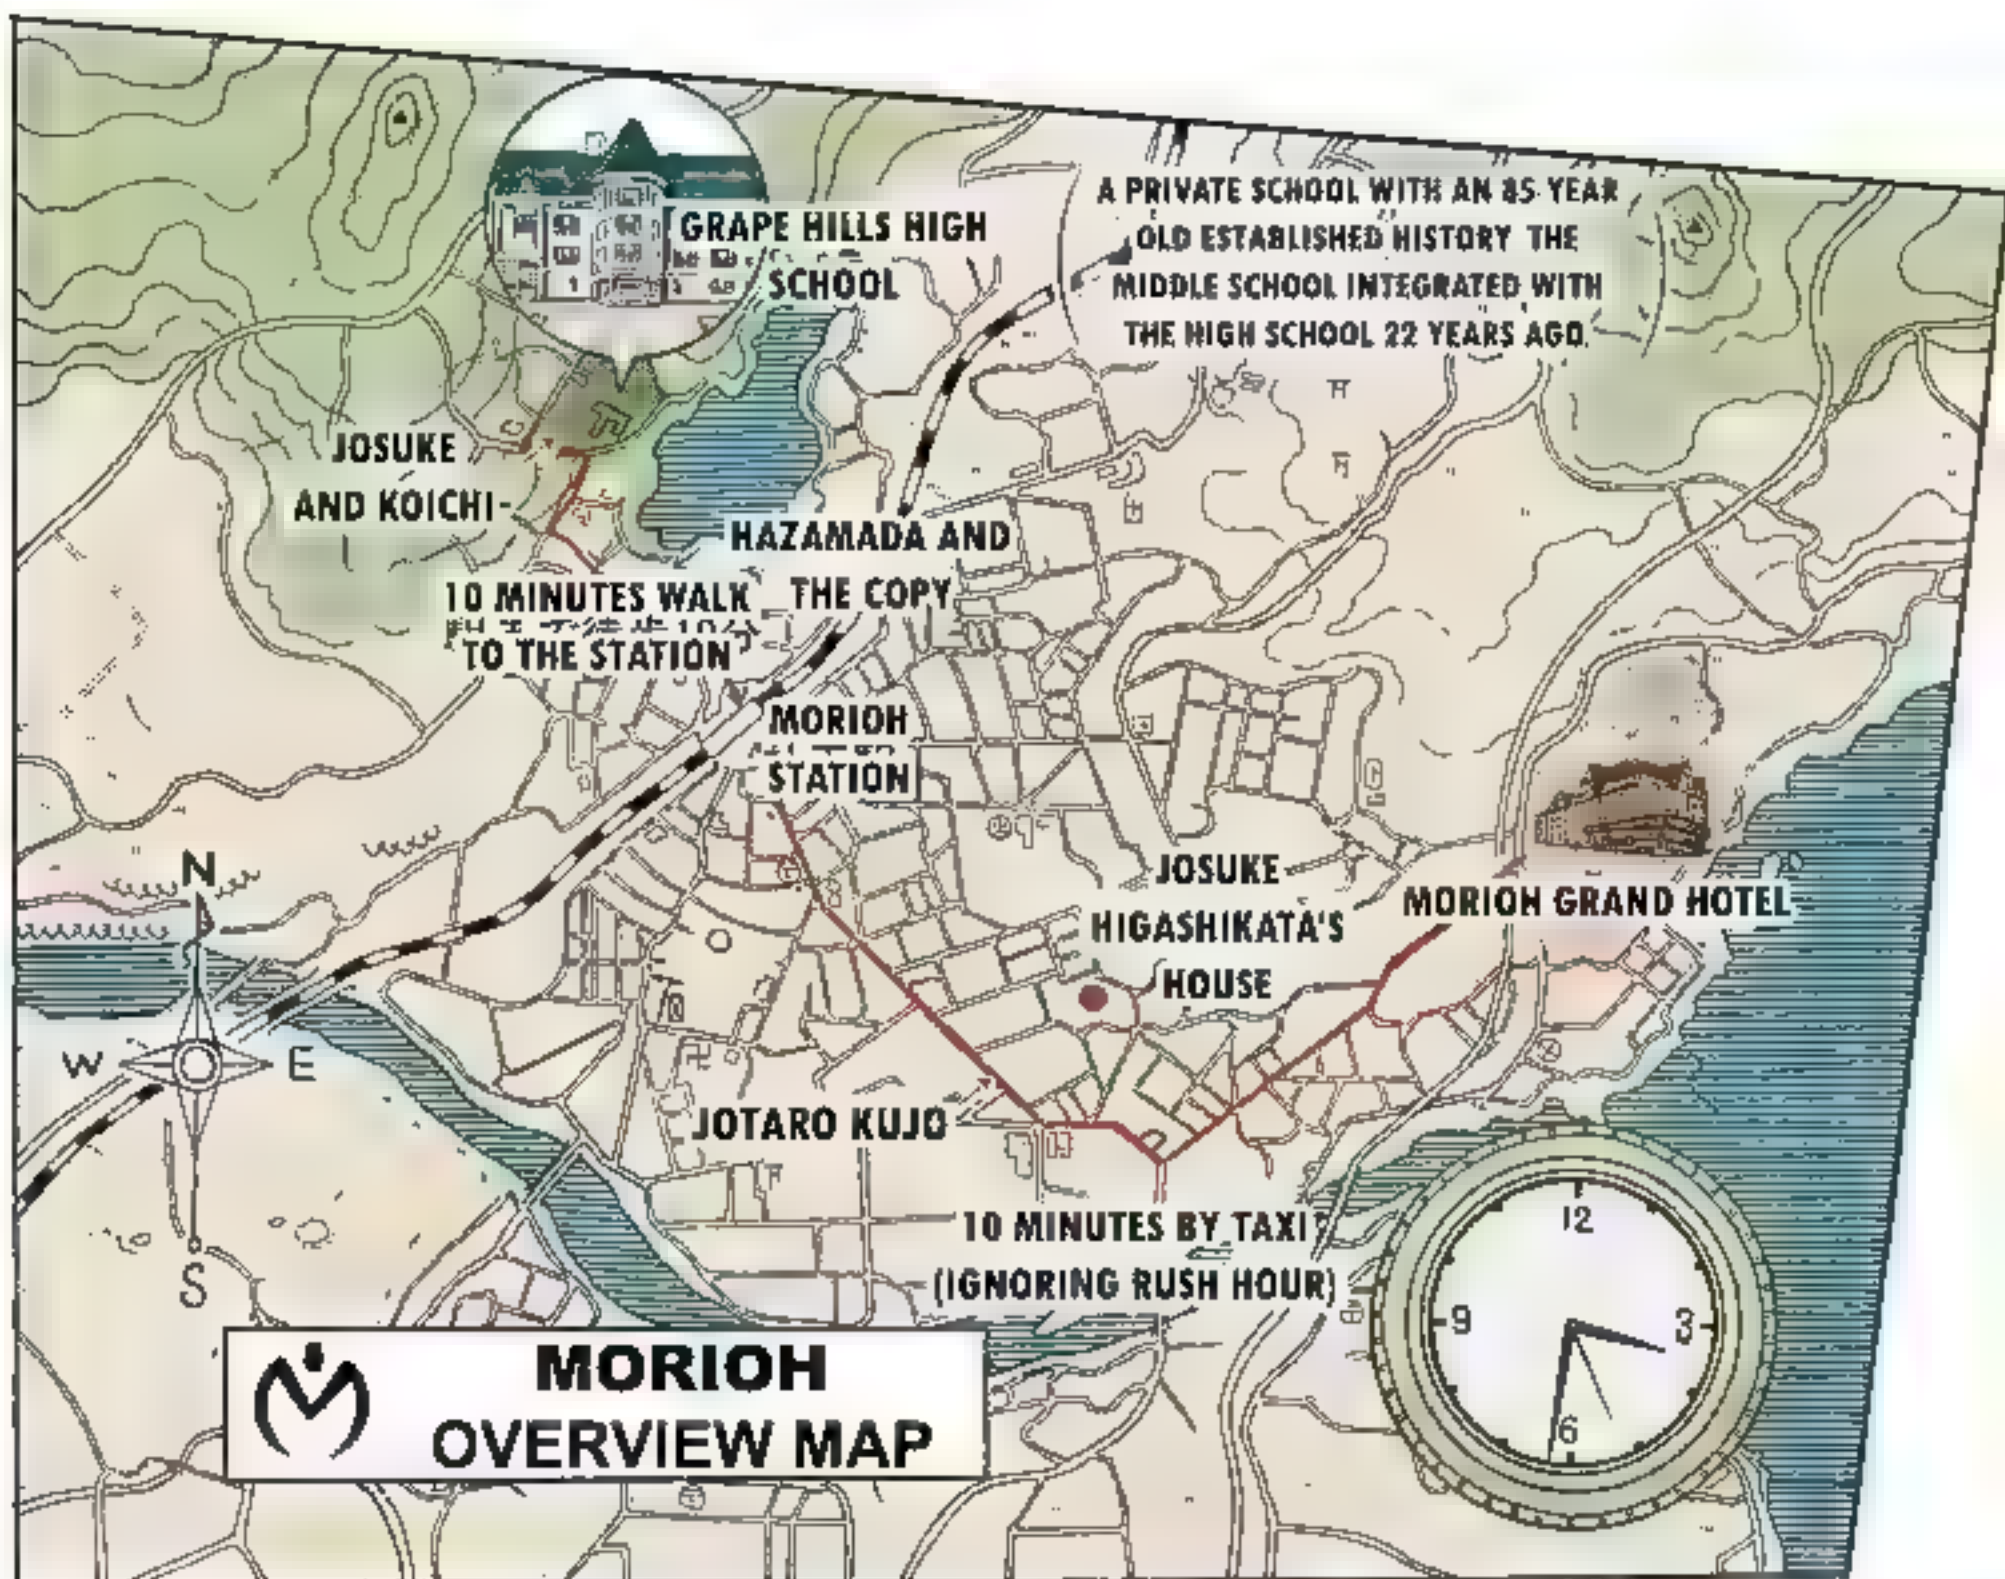 GRAPE HILLS HIGH
SCHOOL
A PRIVATE SCHOOL WITH AN 85-YEAR
OLD ESTABLISHED HISTORY THE
MIDDLE SCHOOL INTEGRATED WITH
THE HIGH SCHOOL 22 YEARS AGO.
JOSUKE
AND KOICHI
HAZAMADA AND
THE COPY
10 MINUTES WALK
TO THE STATION
MORIOH
STATION
JOSUKE
HIGASHIKATA'S
HOUSE
MORIOH GRAND HOTEL
N
W E
S
JOTARO KUJO
10 MINUTES BY TAXI
(IGNORING RUSH HOUR)
12
9 3
6
MORIOH
OVERVIEW MAP